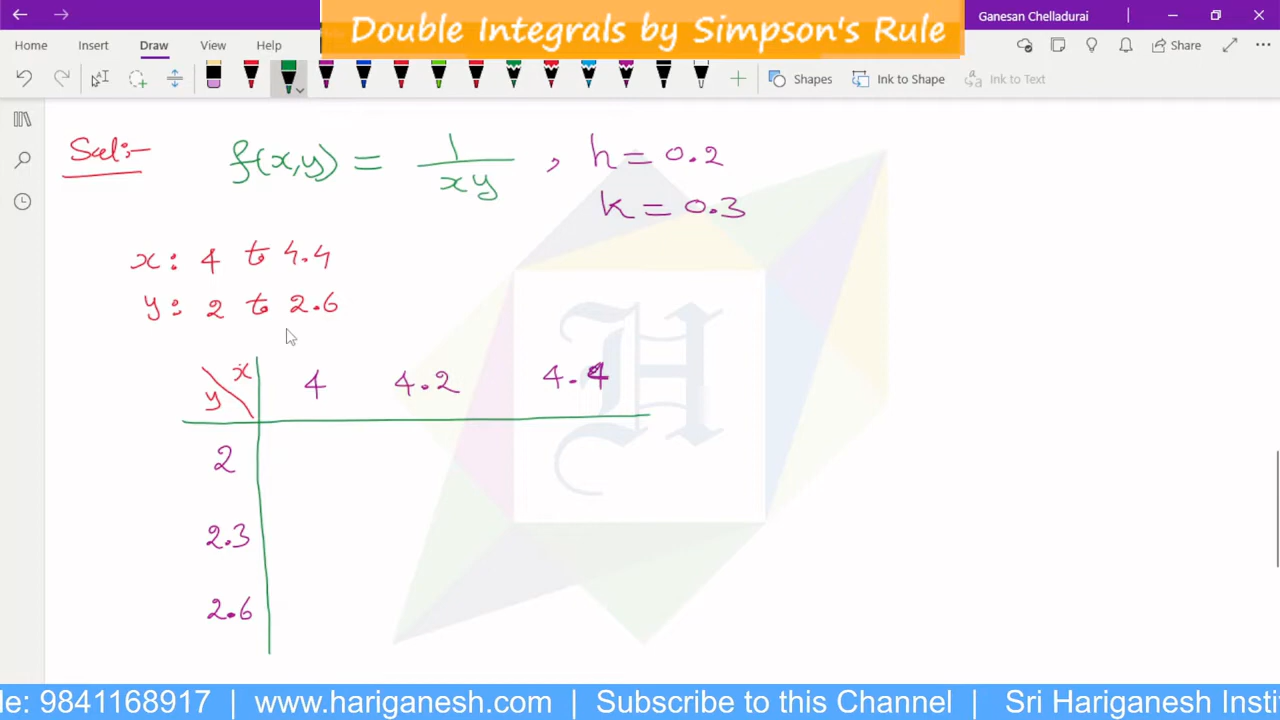 Double Integrals by Simpson's Rule
Ganesan Chelladurai
Home Insert Draw View Help
Share
Shapes Ink to Shape Ink to Text
Sol:-
f(x,y) = 1/xy , h = 0.2
k = 0.3
x: 4 to 4.4
y: 2 to 2.6
y\x 4 4.2 4.4
2
2.3
2.6
H
le: 9841168917 | www.hariganesh.com | Subscribe to this Channel | Sri Hariganesh Insti